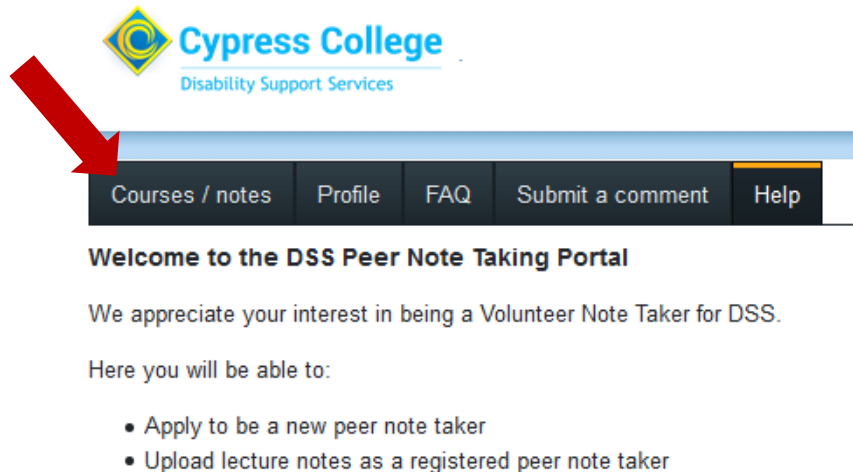 Cypress College
Disability Support Services
Courses / notes Profile FAQ Submit a comment Help
Welcome to the DSS Peer Note Taking Portal
We appreciate your interest in being a Volunteer Note Taker for DSS.
Here you will be able to:
• Apply to be a new peer note taker
• Upload lecture notes as a registered peer note taker